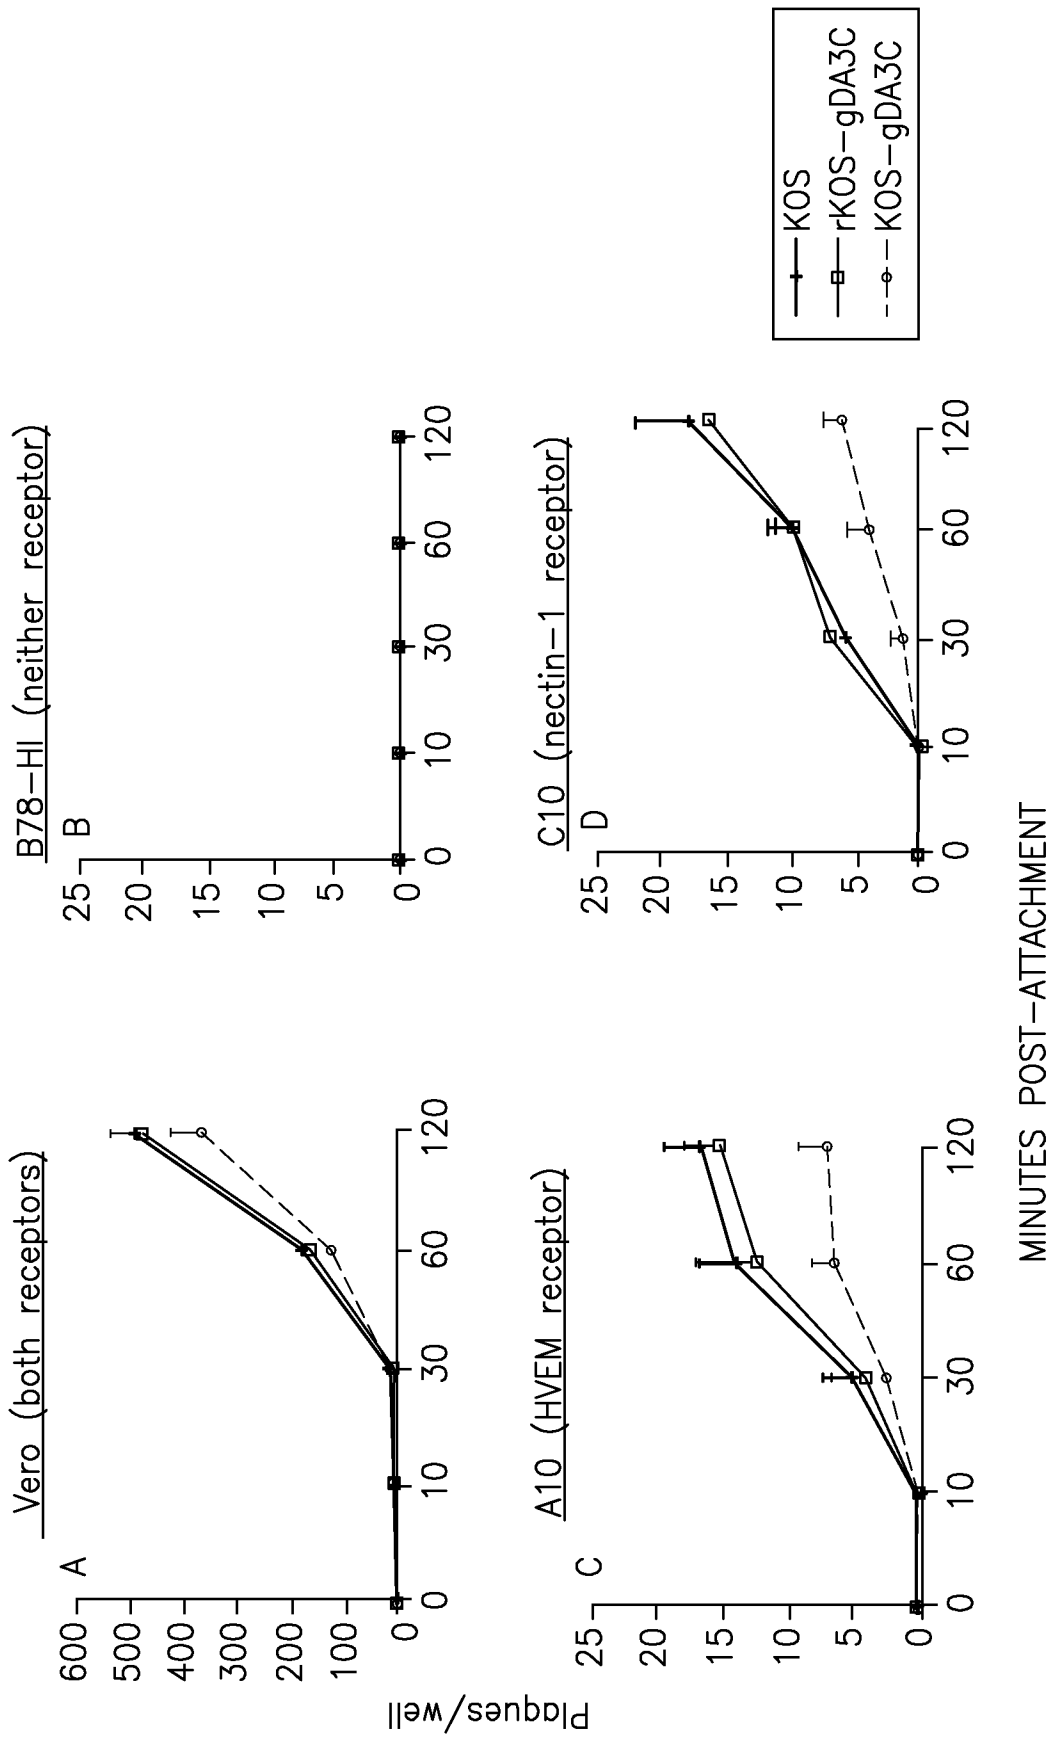 Vero (both receptors)
A
600
500
400
300
200
100
0
0 10 30 60 120
B78-HI (neither receptor)
B
25
20
15
10
5
0
0 10 30 60 120
Plaques/well
A10 (HVEM receptor)
C
25
20
15
10
5
0
0 10 30 60 120
C10 (nectin-1 receptor)
D
25
20
15
10
5
0
0 10 30 60 120
KOS
rKOS-gDA3C
KOS-gDA3C
MINUTES POST-ATTACHMENT